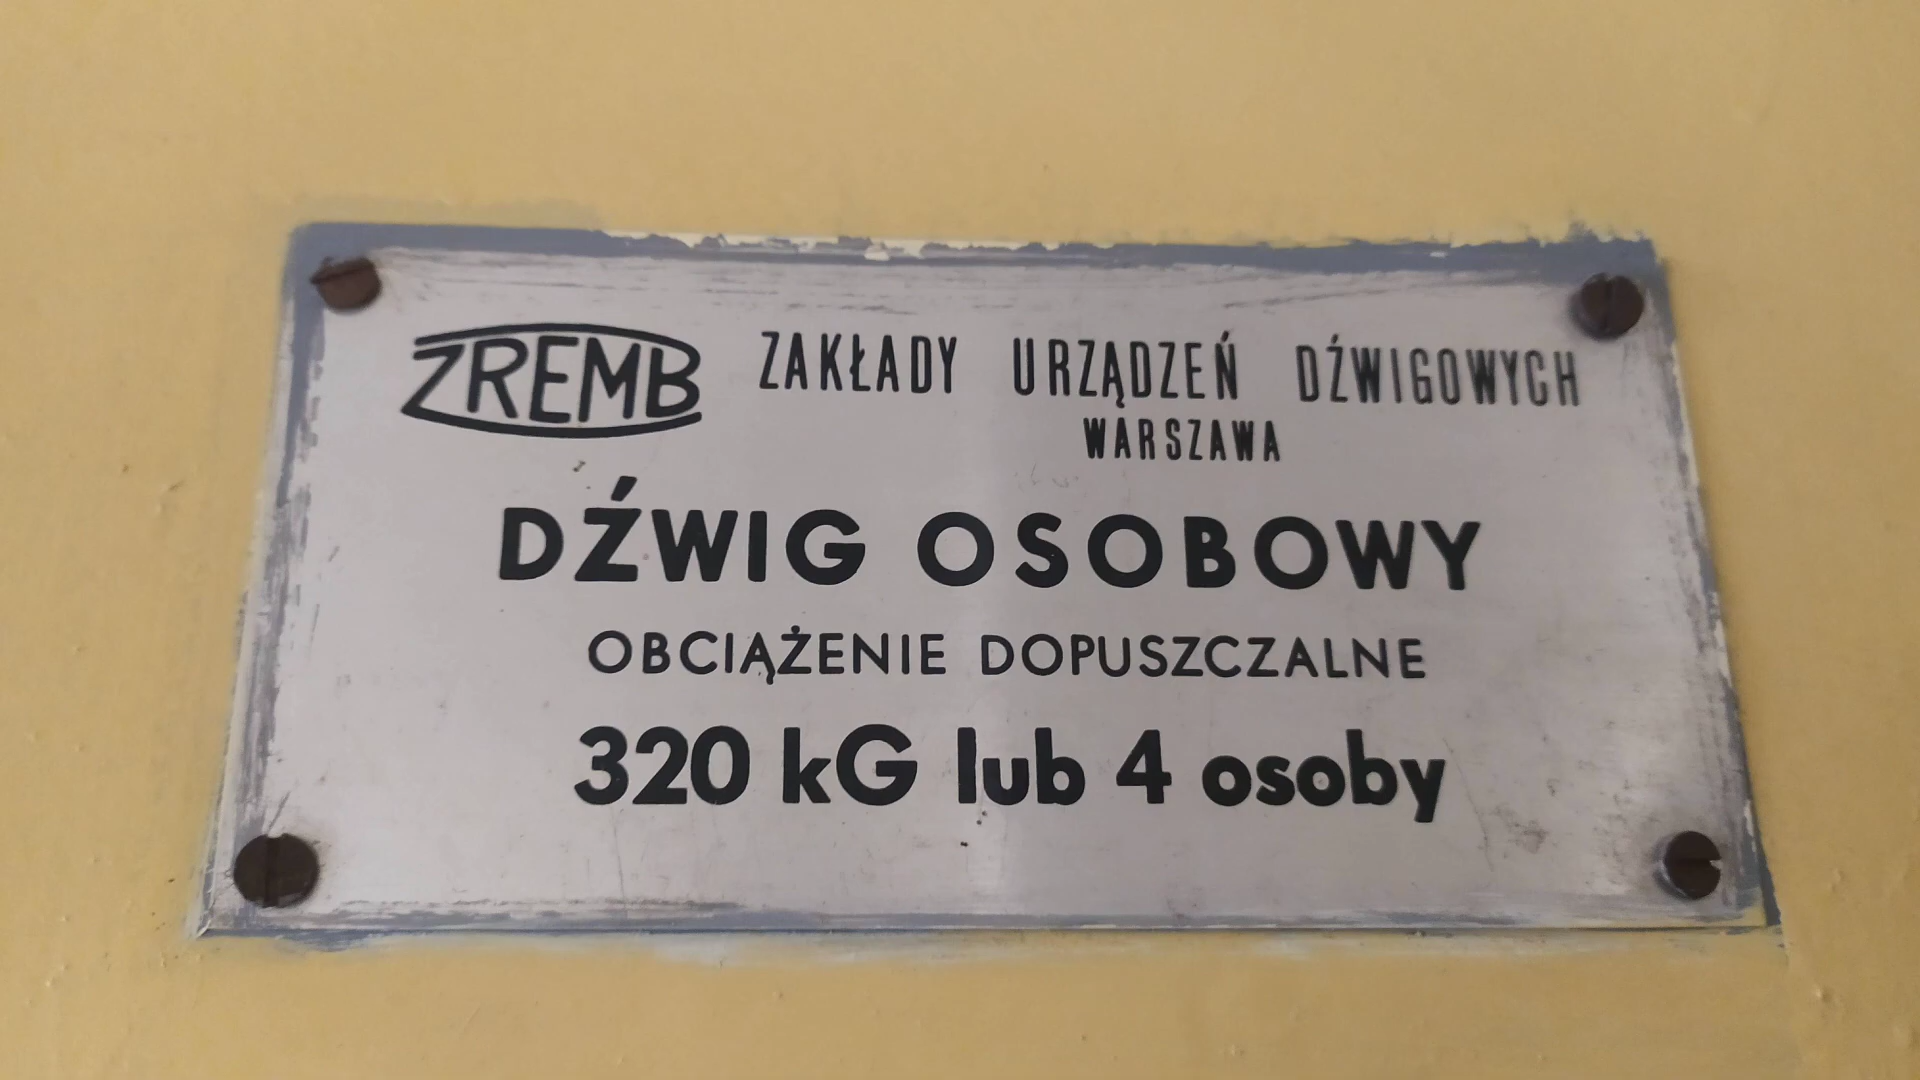 ZREMB ZAKŁADY URZĄDZEŃ DŹWIGOWYCH
WARSZAWA
DŹWIG OSOBOWY
OBCIĄŻENIE DOPUSZCZALNE
320 kG lub 4 osoby